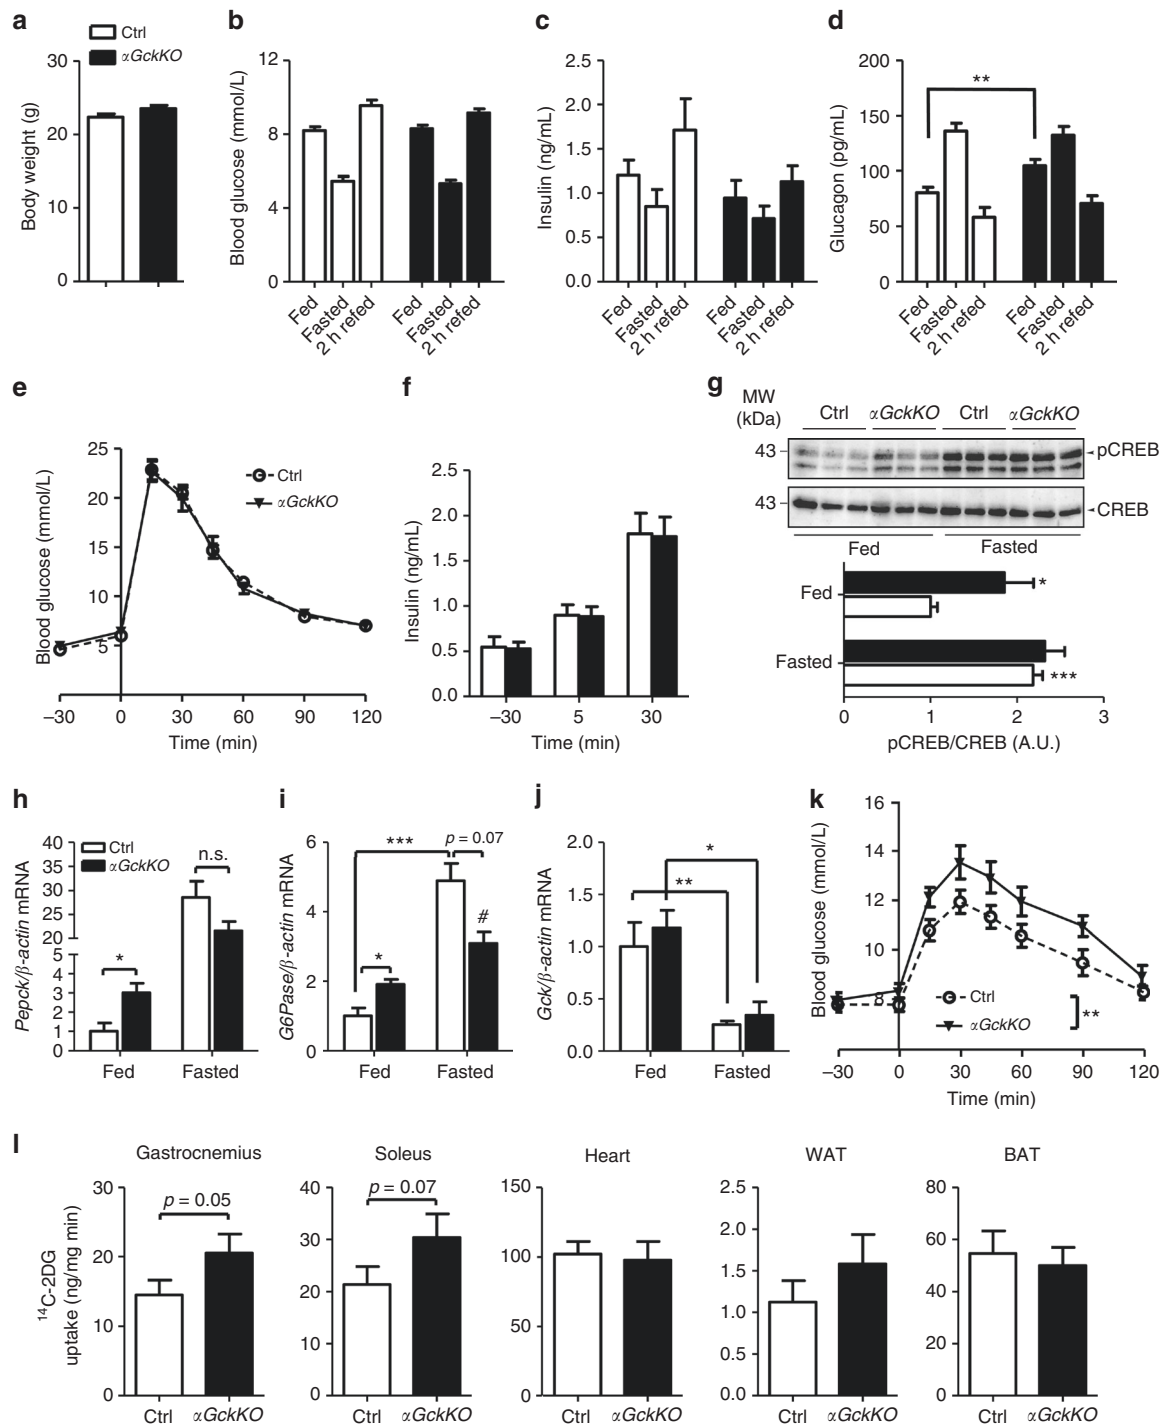 a
Ctrl
αGckKO
Body weight (g)
30
20
10
0
b
Blood glucose (mmol/L)
12
8
4
0
Fed
Fasted
2 h refed
Fed
Fasted
2 h refed
c
Insulin (ng/mL)
2.5
2.0
1.5
1.0
0.5
0.0
Fed
Fasted
2 h refed
Fed
Fasted
2 h refed
d
Glucagon (pg/mL)
200
150
100
50
0
**
Fed
Fasted
2 h refed
Fed
Fasted
2 h refed
e
Blood glucose (mmol/L)
25
20
15
10
5
Ctrl
αGckKO
–30 0 30 60 90 120
Time (min)
f
Insulin (ng/mL)
2.5
2.0
1.5
1.0
0.5
0.0
–30 5 30
Time (min)
g
MW
(kDa)
Ctrl αGckKO Ctrl αGckKO
43
pCREB
43
CREB
Fed Fasted
Fed
*
Fasted
***
0 1 2 3
pCREB/CREB (A.U.)
h
Pepck/β-actin mRNA
40
35
30
25
20
5
4
3
2
1
0
Ctrl
αGckKO
n.s.
*
Fed Fasted
i
G6Pase/β-actin mRNA
6
4
2
0
***
p = 0.07
#
*
Fed Fasted
j
Gck/β-actin mRNA
2.0
1.5
1.0
0.5
0.0
*
**
Fed Fasted
k
Blood glucose (mmol/L)
16
14
12
10
8
Ctrl
αGckKO
**
–30 0 30 60 90 120
Time (min)
l
14C-2DG
uptake (ng/mg min)
Gastrocnemius
30
20
10
0
p = 0.05
Ctrl αGckKO
Soleus
40
30
20
10
0
p = 0.07
Ctrl αGckKO
Heart
150
100
50
0
Ctrl αGckKO
WAT
2.5
2.0
1.5
1.0
0.5
0.0
Ctrl αGckKO
BAT
80
60
40
20
0
Ctrl αGckKO